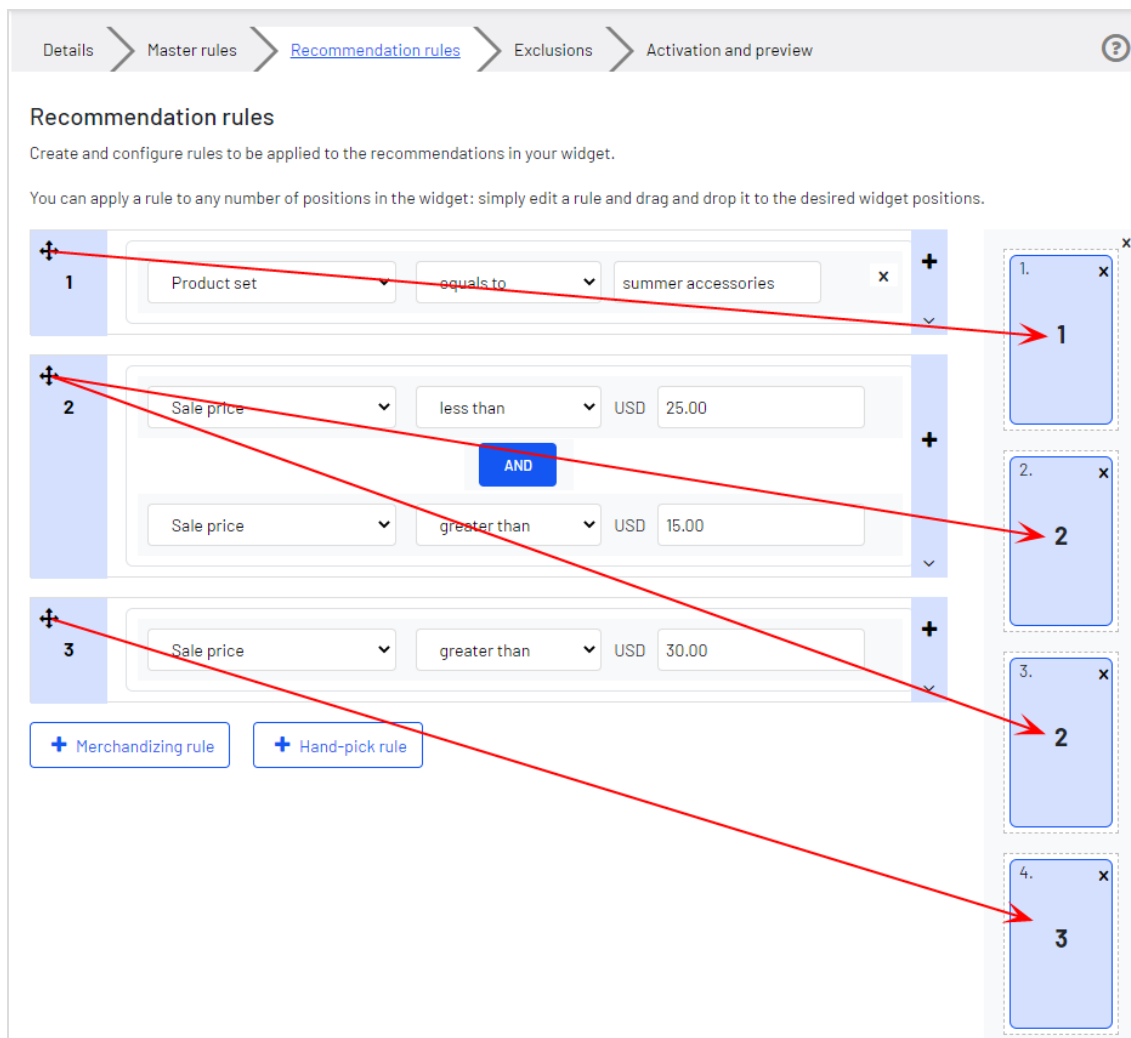 Details Master rules Recommendation rules Exclusions Activation and preview ?
Recommendation rules
Create and configure rules to be applied to the recommendations in your widget.
You can apply a rule to any number of positions in the widget: simply edit a rule and drag and drop it to the desired widget positions.
1
Product set equals to summer accessories x
2
Sale price less than USD 25.00
AND
Sale price greater than USD 15.00
3
Sale price greater than USD 30.00
+ Merchandizing rule + Hand-pick rule
x
1. x
1
2. x
2
3. x
2
4. x
3